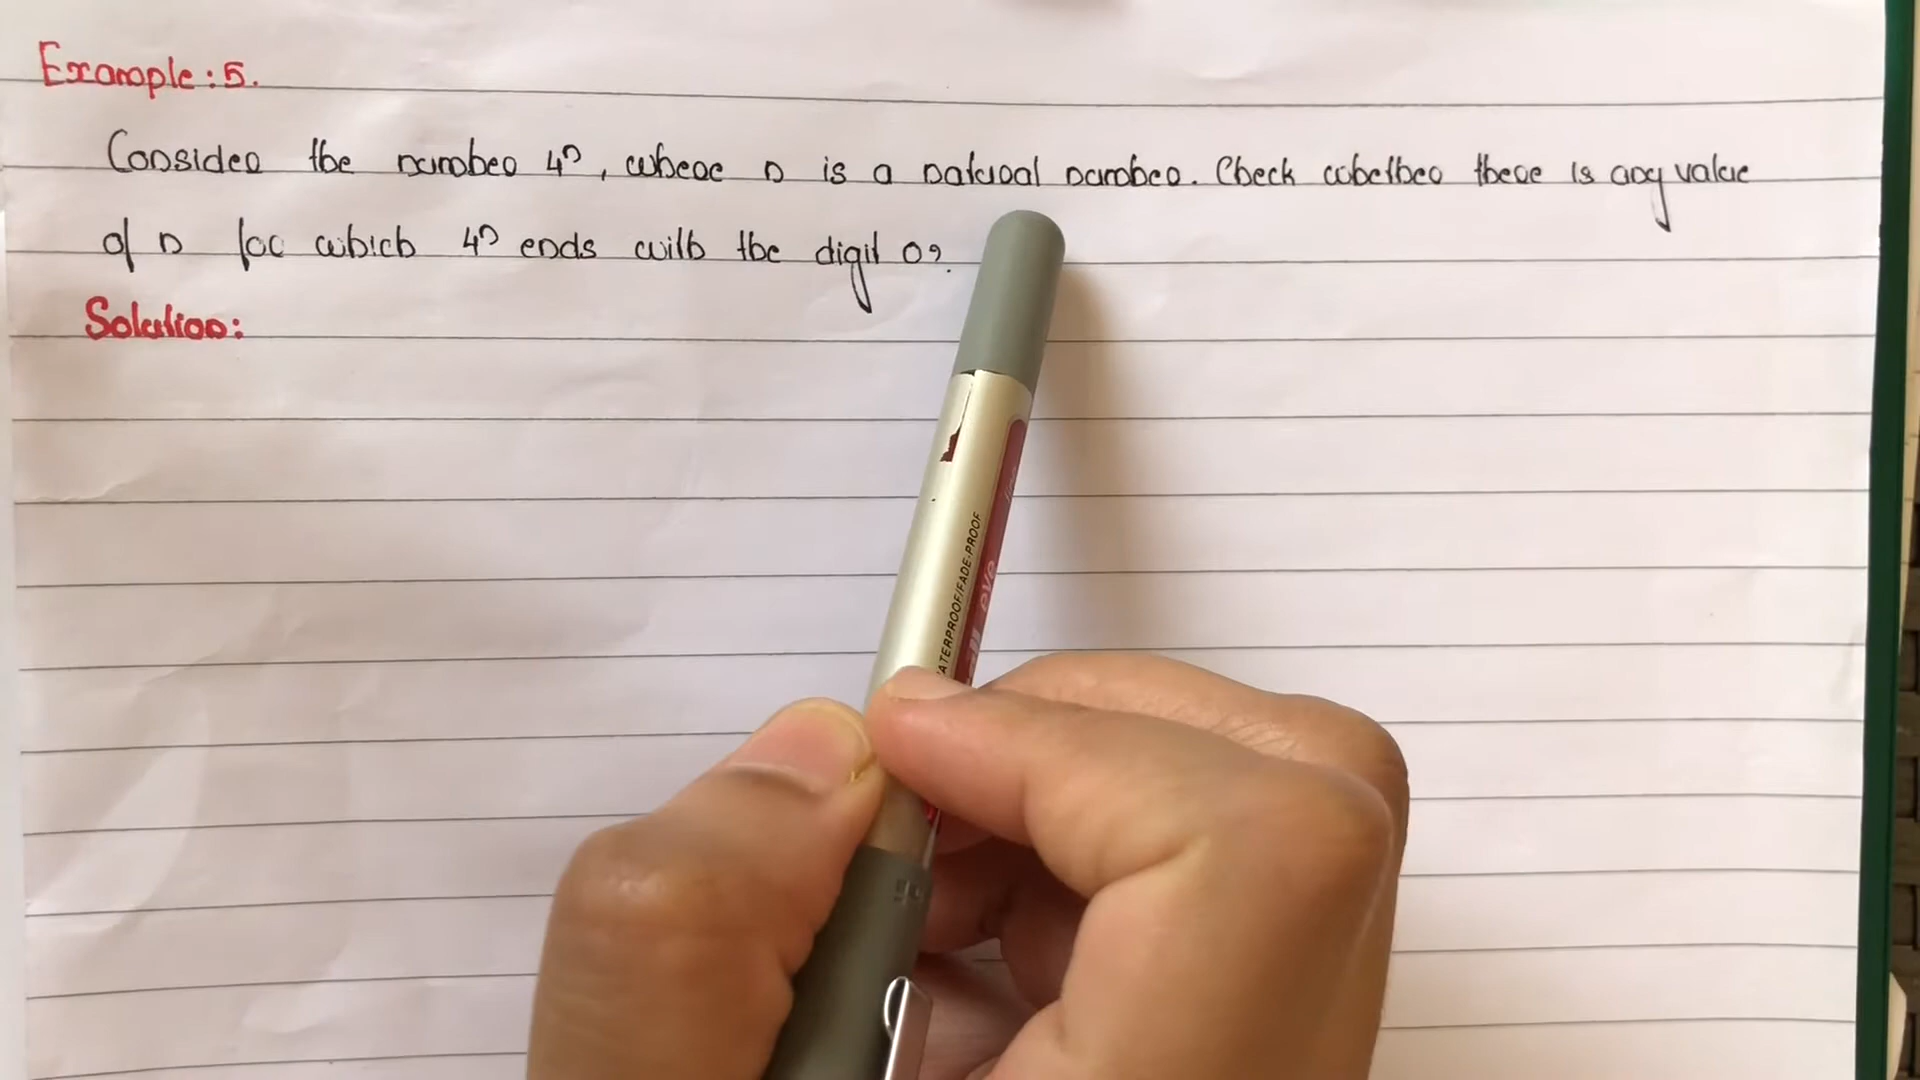 Example: 5.
Consider the number 4ⁿ, where n is a natural number. Check whether there is any value
of n for which 4ⁿ ends with the digit 0?
Solution:
WATERPROOF/FADE-PROOF
eye